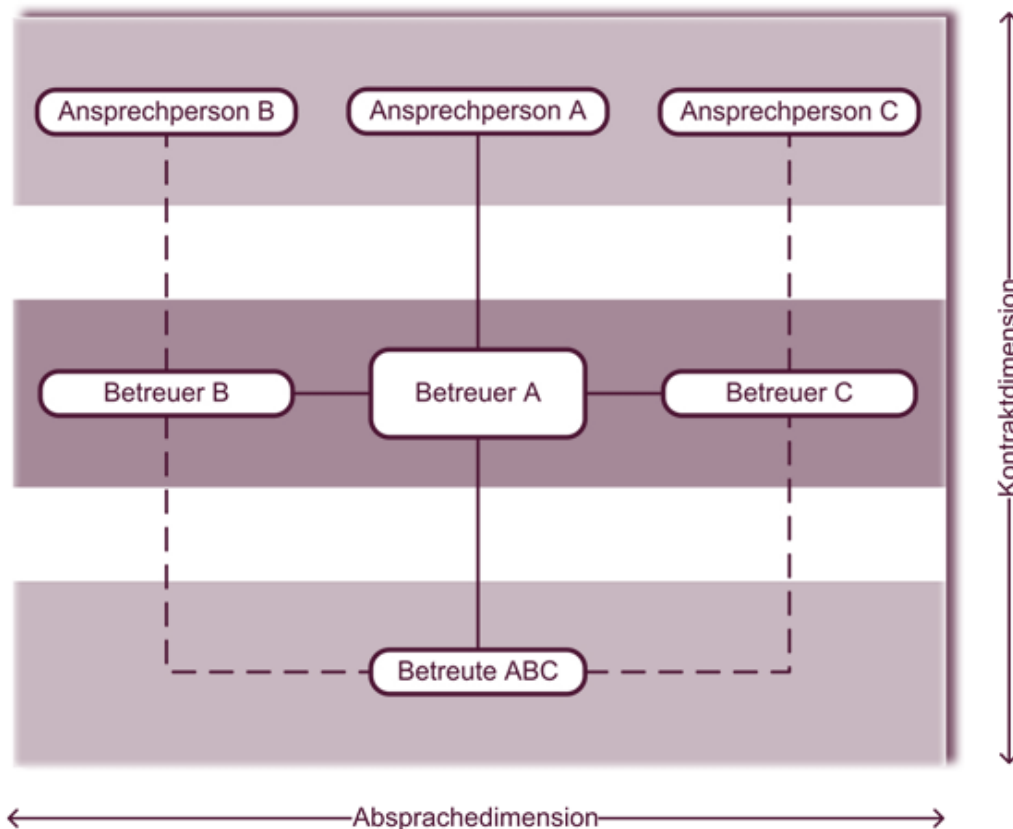 Ansprechperson B
Ansprechperson A
Ansprechperson C
Betreuer B
Betreuer A
Betreuer C
Betreute ABC
Kontraktdimension
Absprachedimension